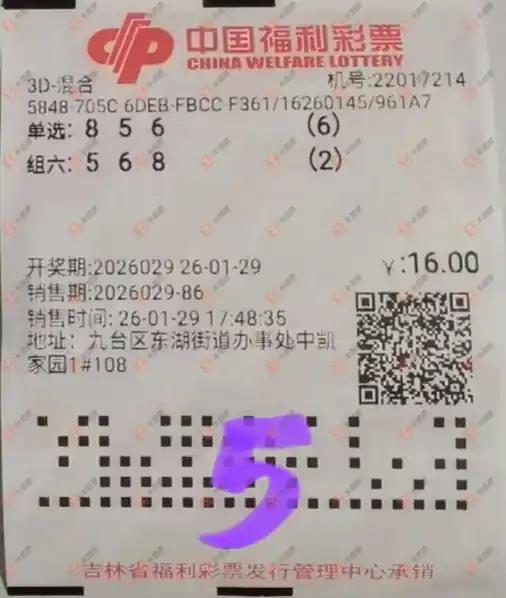 中国福利彩票
CHINA WELFARE LOTTERY
3D-混合 机号:22017214
5848-705C 6DEB-FBCC F361/16260145/961A7
单选: 8 5 6 (6)
组六: 5 6 8 (2)
开奖期:2026029 26-01-29 ￥:16.00
销售期:2026029-86
销售时间: 26-01-29 17:48:35
地址: 九台区东湖街道办事处中凯
家园1#108
5
吉林省福利彩票发行管理中心承销